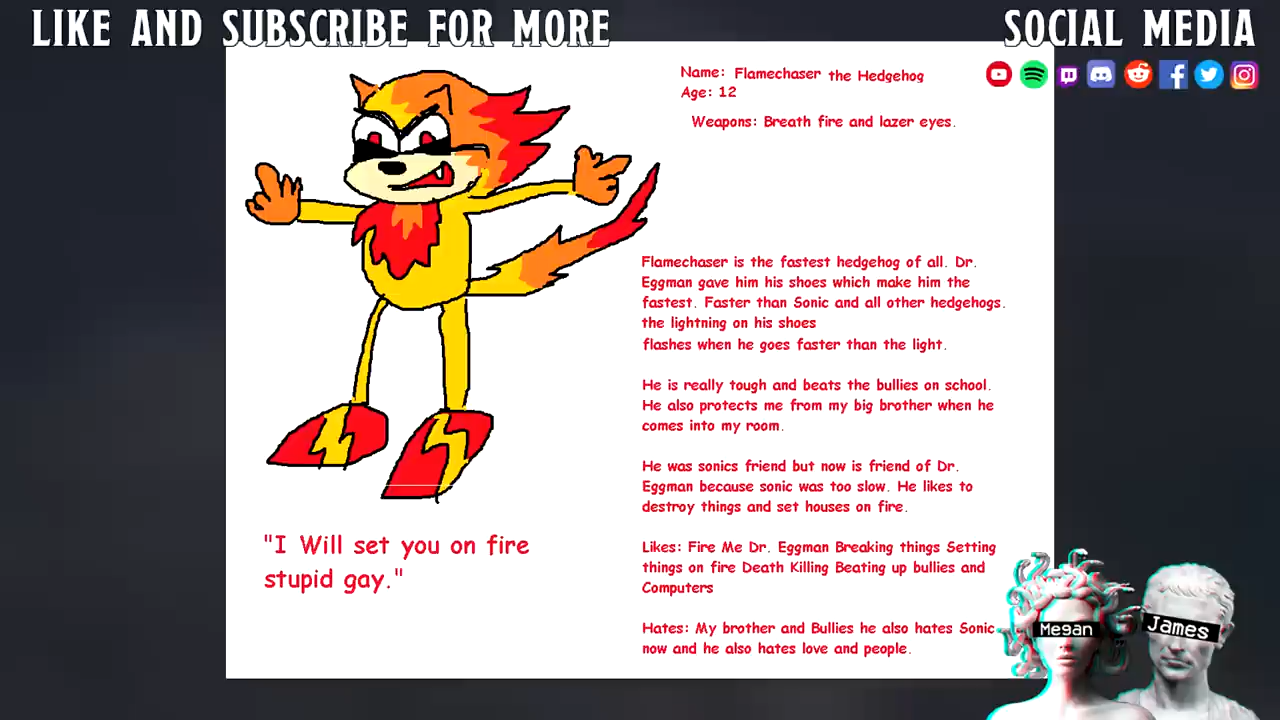 LIKE AND SUBSCRIBE FOR MORE
SOCIAL MEDIA
Name: Flamechaser the Hedgehog
Age: 12
Weapons: Breath fire and lazer eyes.
Flamechaser is the fastest hedgehog of all. Dr.
Eggman gave him his shoes which make him the
fastest. Faster than Sonic and all other hedgehogs.
the lightning on his shoes
flashes when he goes faster than the light.
He is really tough and beats the bullies on school.
He also protects me from my big brother when he
comes into my room.
He was sonics friend but now is friend of Dr.
Eggman because sonic was too slow. He likes to
destroy things and set houses on fire.
Likes: Fire Me Dr. Eggman Breaking things Setting
things on fire Death Killing Beating up bullies and
Computers
Hates: My brother and Bullies he also hates Sonic
now and he also hates love and people.
"I Will set you on fire
stupid gay."
Megan
James